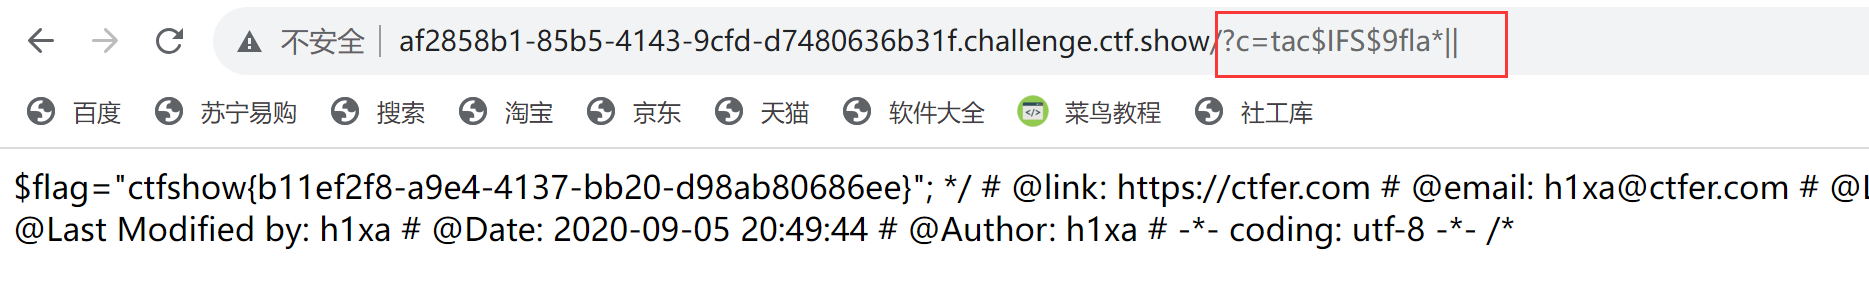 不安全 af2858b1-85b5-4143-9cfd-d7480636b31f.challenge.ctf.show/?c=tac$IFS$9fla*||
百度 苏宁易购 搜索 淘宝 京东 天猫 软件大全 菜鸟教程 社工库
$flag="ctfshow{b11ef2f8-a9e4-4137-bb20-d98ab80686ee}"; */ # @link: https://ctfer.com # @email: h1xa@ctfer.com #
@Last Modified by: h1xa # @Date: 2020-09-05 20:49:44 # @Author: h1xa # -*- coding: utf-8 -*- /*